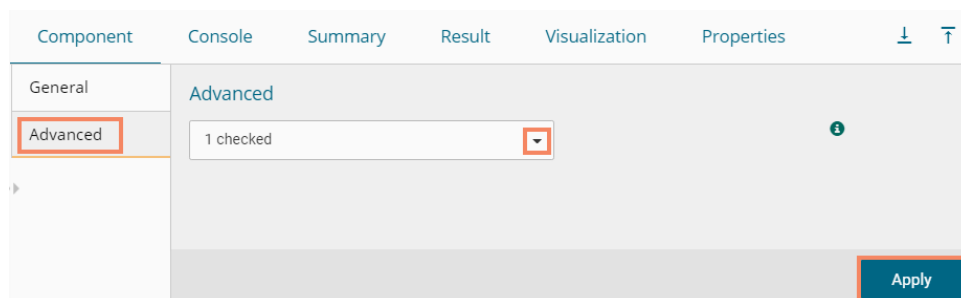 Component Console Summary Result Visualization Properties
General
Advanced
Advanced
1 checked
Apply